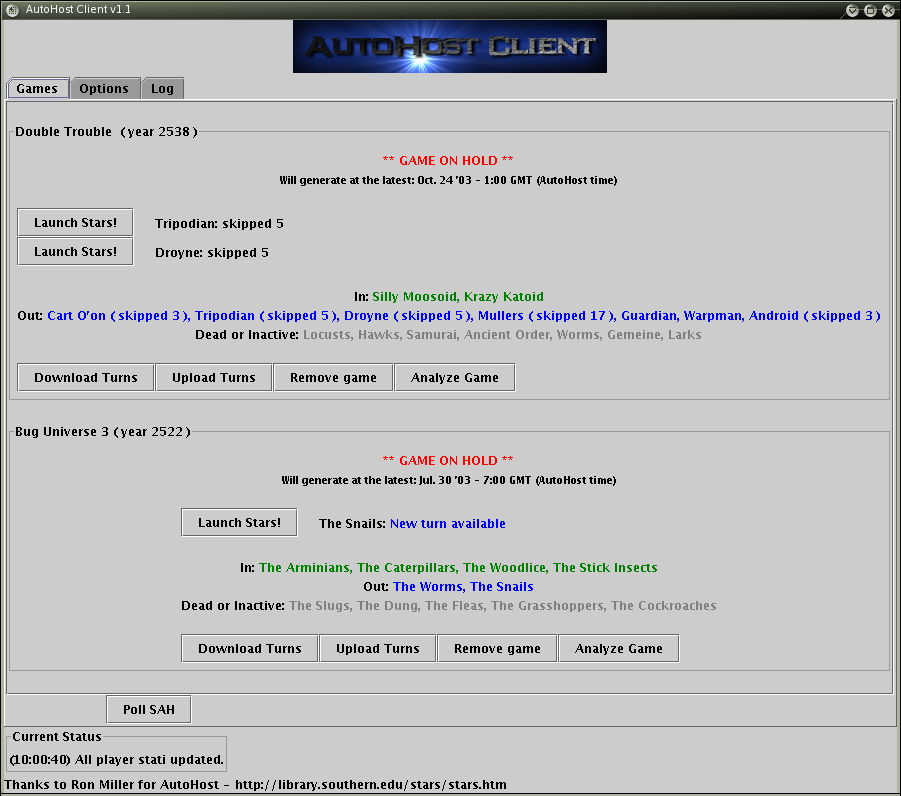 AutoHost Client v1.1
AUTOHOST CLIENT
Games Options Log
Double Trouble (year 2538)
** GAME ON HOLD **
Will generate at the latest: Oct. 24 '03 - 1:00 GMT (AutoHost time)
Launch Stars! Tripodian: skipped 5
Launch Stars! Droyne: skipped 5
In: Silly Moosoid, Krazy Katoid
Out: Cart O'on (skipped 3), Tripodian (skipped 5), Droyne (skipped 5), Mullers (skipped 17), Guardian, Warpman, Android (skipped 3)
Dead or Inactive: Locusts, Hawks, Samurai, Ancient Order, Worms, Gemeine, Larks
Download Turns Upload Turns Remove game Analyze Game
Bug Universe 3 (year 2522)
** GAME ON HOLD **
Will generate at the latest: Jul. 30 '03 - 7:00 GMT (AutoHost time)
Launch Stars! The Snails: New turn available
In: The Arminians, The Caterpillars, The Woodlice, The Stick Insects
Out: The Worms, The Snails
Dead or Inactive: The Slugs, The Dung, The Fleas, The Grasshoppers, The Cockroaches
Download Turns Upload Turns Remove game Analyze Game
Poll SAH
Current Status
(10:00:40) All player stati updated.
Thanks to Ron Miller for AutoHost - http://library.southern.edu/stars/stars.htm